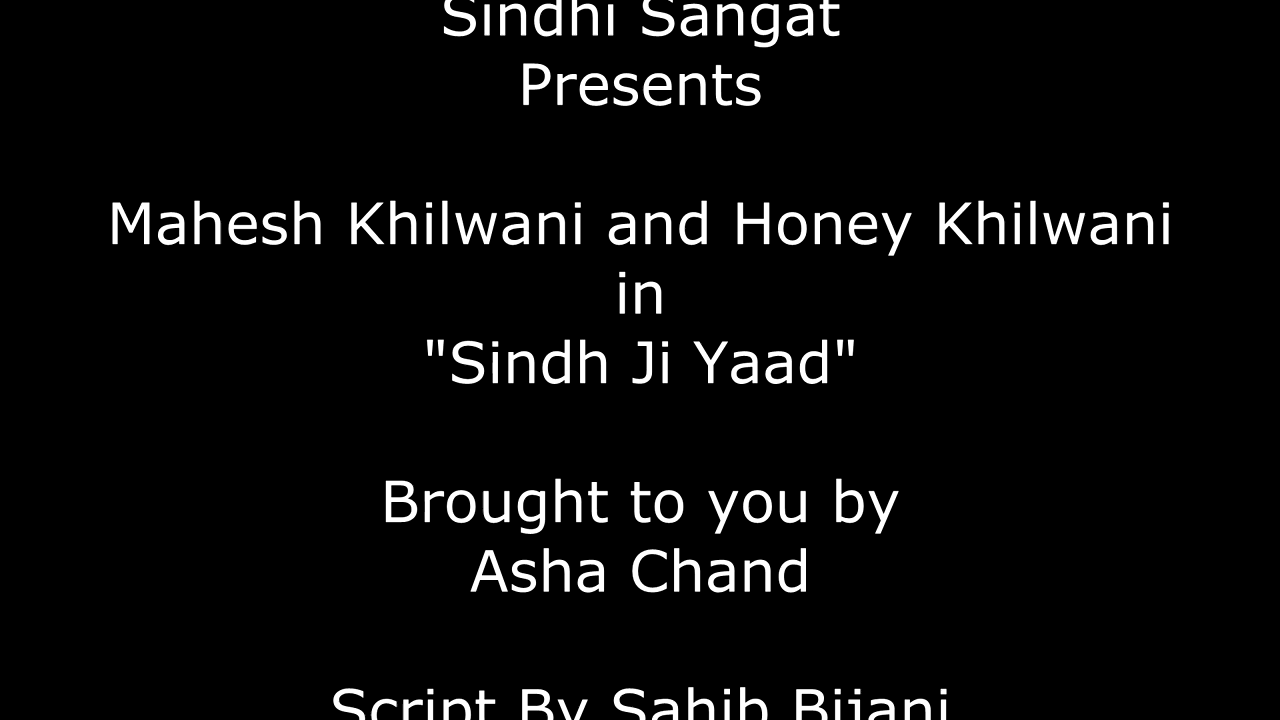 Sindhi Sangat
Presents
Mahesh Khilwani and Honey Khilwani
in
"Sindh Ji Yaad"
Brought to you by
Asha Chand
Script By Sahib Bijani